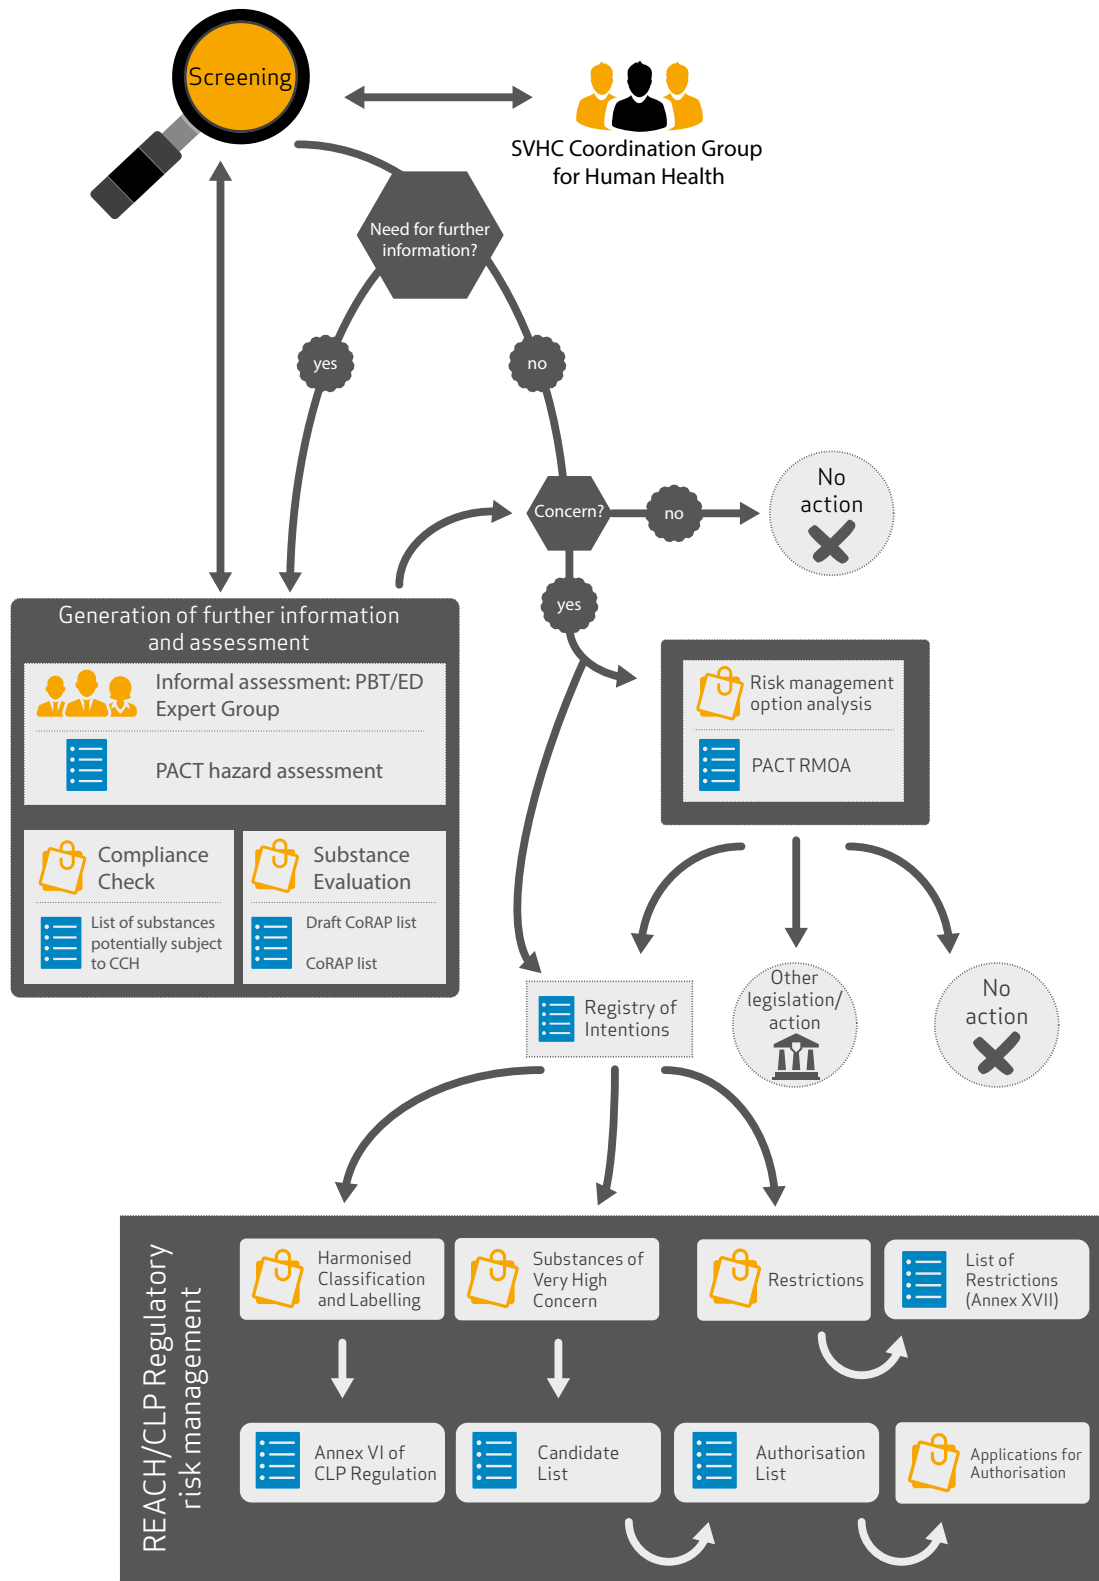 Screening
SVHC Coordination Group
for Human Health
Need for further
information?
yes
no
Concern?
no
No
action
yes
Generation of further information
and assessment
Informal assessment: PBT/ED
Expert Group
PACT hazard assessment
Compliance
Check
List of substances
potentially subject
to CCH
Substance
Evaluation
Draft CoRAP list
CoRAP list
Risk management
option analysis
PACT RMOA
Registry of
Intentions
Other
legislation/
action
No
action
REACH/CLP Regulatory
risk management
Harmonised
Classification
and Labelling
Substances of
Very High
Concern
Restrictions
List of
Restrictions
(Annex XVII)
Annex VI of
CLP Regulation
Candidate
List
Authorisation
List
Applications for
Authorisation